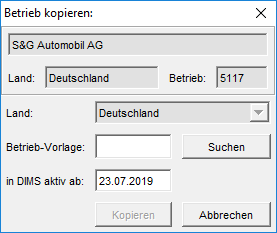 Betrieb kopieren:
S&G Automobil AG
Land: Deutschland Betrieb: 5117
Land: Deutschland
Betrieb-Vorlage: Suchen
in DIMS aktiv ab: 23.07.2019
Kopieren Abbrechen